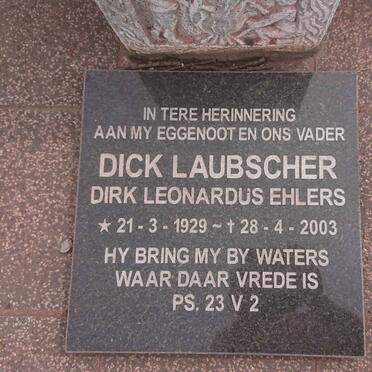 IN TERE HERINNERING
AAN MY EGGENOOT EN ONS VADER
DICK LAUBSCHER
DIRK LEONARDUS EHLERS
★ 21 - 3 - 1929 ~ † 28 - 4 - 2003
HY BRING MY BY WATERS
WAAR DAAR VREDE IS
PS. 23 V 2